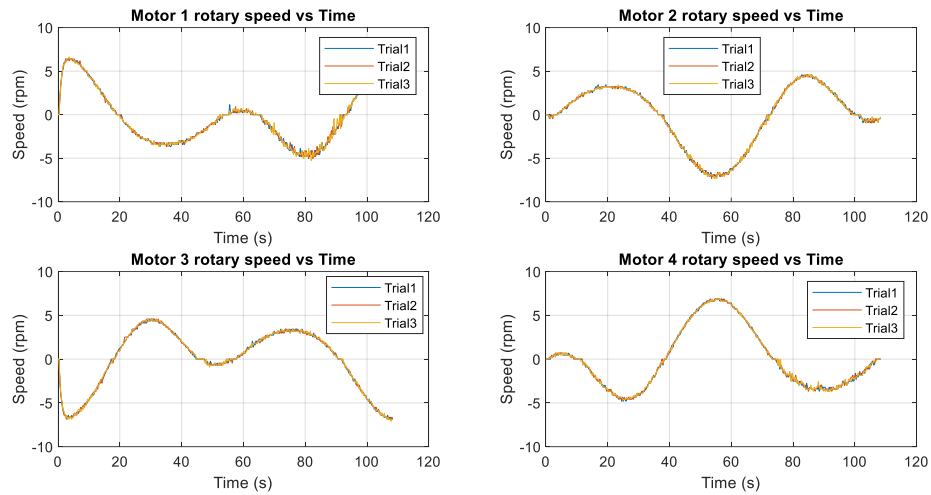 Motor 1 rotary speed vs Time
10
5
0
-5
-10
Speed (rpm)
Trial1
Trial2
Trial3
0 20 40 60 80 100 120
Time (s)
Motor 2 rotary speed vs Time
10
5
0
-5
-10
Speed (rpm)
Trial1
Trial2
Trial3
0 20 40 60 80 100 120
Time (s)
Motor 3 rotary speed vs Time
10
5
0
-5
-10
Speed (rpm)
Trial1
Trial2
Trial3
0 20 40 60 80 100 120
Time (s)
Motor 4 rotary speed vs Time
10
5
0
-5
-10
Speed (rpm)
Trial1
Trial2
Trial3
0 20 40 60 80 100 120
Time (s)